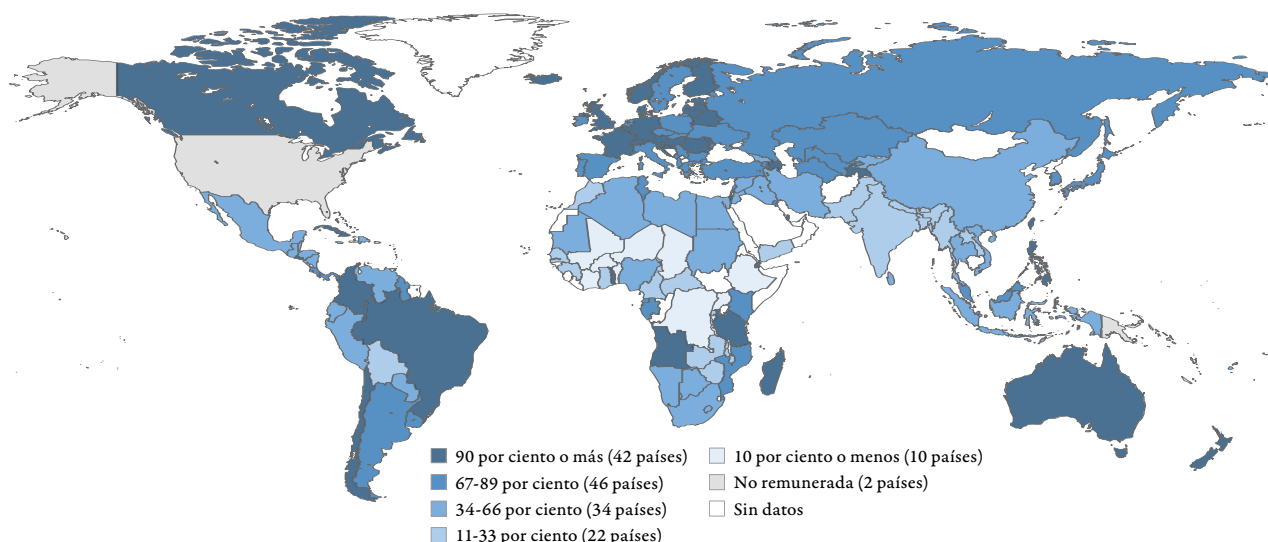 90 por ciento o más (42 países)
67-89 por ciento (46 países)
34-66 por ciento (34 países)
11-33 por ciento (22 países)
10 por ciento o menos (10 países)
No remunerada (2 países)
Sin datos